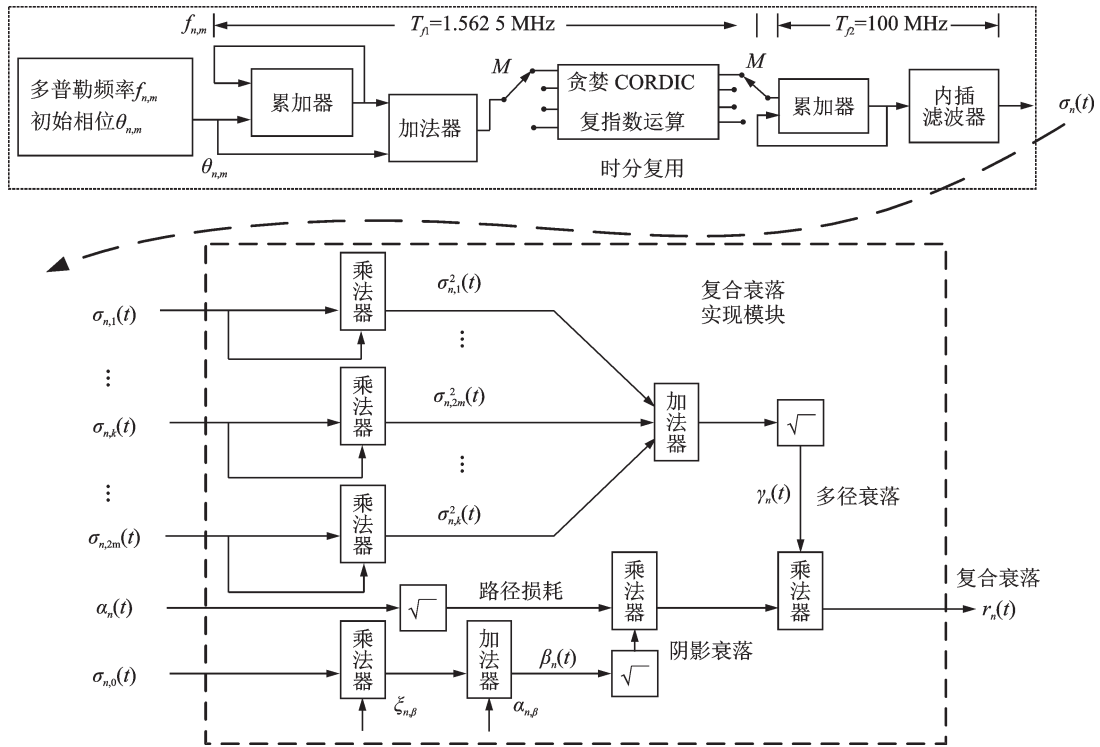 f_{n,m}
T_{f1}=1.562 5 MHz
T_{f2}=100 MHz
多普勒频率f_{n,m}
初始相位θ_{n,m}
累加器
加法器
M
贪婪 CORDIC
复指数运算
M
累加器
内插
滤波器
σ_n(t)
θ_{n,m}
时分复用
σ_{n,1}(t)
乘法器
σ²_{n,1}(t)
复合衰落
实现模块
⋮
⋮
σ_{n,k}(t)
乘法器
σ²_{n,2m}(t)
加法器
√
⋮
⋮
γ_n(t)
多径衰落
σ_{n,2m}(t)
乘法器
σ²_{n,k}(t)
α_n(t)
√
路径损耗
乘法器
乘法器
复合衰落
r_n(t)
σ_{n,0}(t)
乘法器
加法器
β_n(t)
√
阴影衰落
ξ_{n,β}
α_{n,β}